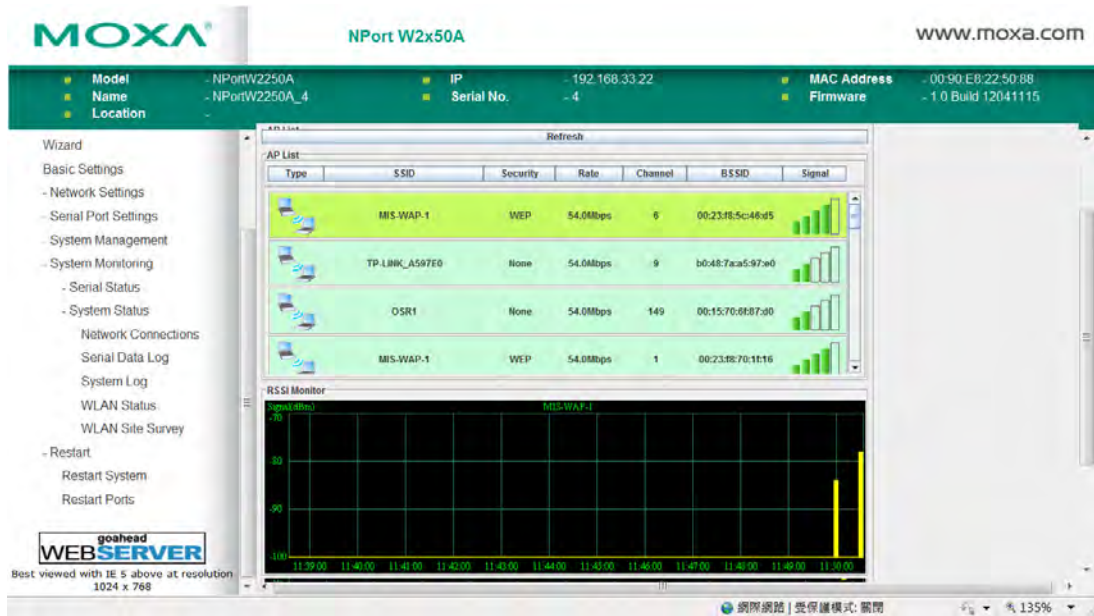 MOXA®
NPort W2x50A
www.moxa.com
Model - NPortW2250A
IP - 192.168.33.22
MAC Address - 00:90:E8:22:50:88
Name - NPortW2250A_4
Serial No. - 4
Firmware - 1.0 Build 12041115
Location -
Wizard
Basic Settings
- Network Settings
- Serial Port Settings
- System Management
- System Monitoring
- Serial Status
- System Status
Network Connections
Serial Data Log
System Log
WLAN Status
WLAN Site Survey
- Restart
Restart System
Restart Ports
goahead
WEBSERVER
Best viewed with IE 5 above at resolution
1024 x 768
AP List
Refresh
AP List
Type SSID Security Rate Channel BSSID Signal
MIS-WAP-1 WEP 54.0Mbps 6 00:23:f8:5c:46:d5
TP-LINK_A597E0 None 54.0Mbps 9 b0:48:7a:a5:97:e0
OSR1 None 54.0Mbps 149 00:15:70:6f:87:d0
MIS-WAP-1 WEP 54.0Mbps 1 00:23:f8:70:1f:16
RSSI Monitor
Signal(dBm) MIS-WAP-1
-70
-80
-90
-100
11:39:00 11:40:00 11:41:00 11:42:00 11:43:00 11:44:00 11:45:00 11:46:00 11:47:00 11:48:00 11:49:00 11:50:00
網際網路 | 受保護模式: 關閉
135%